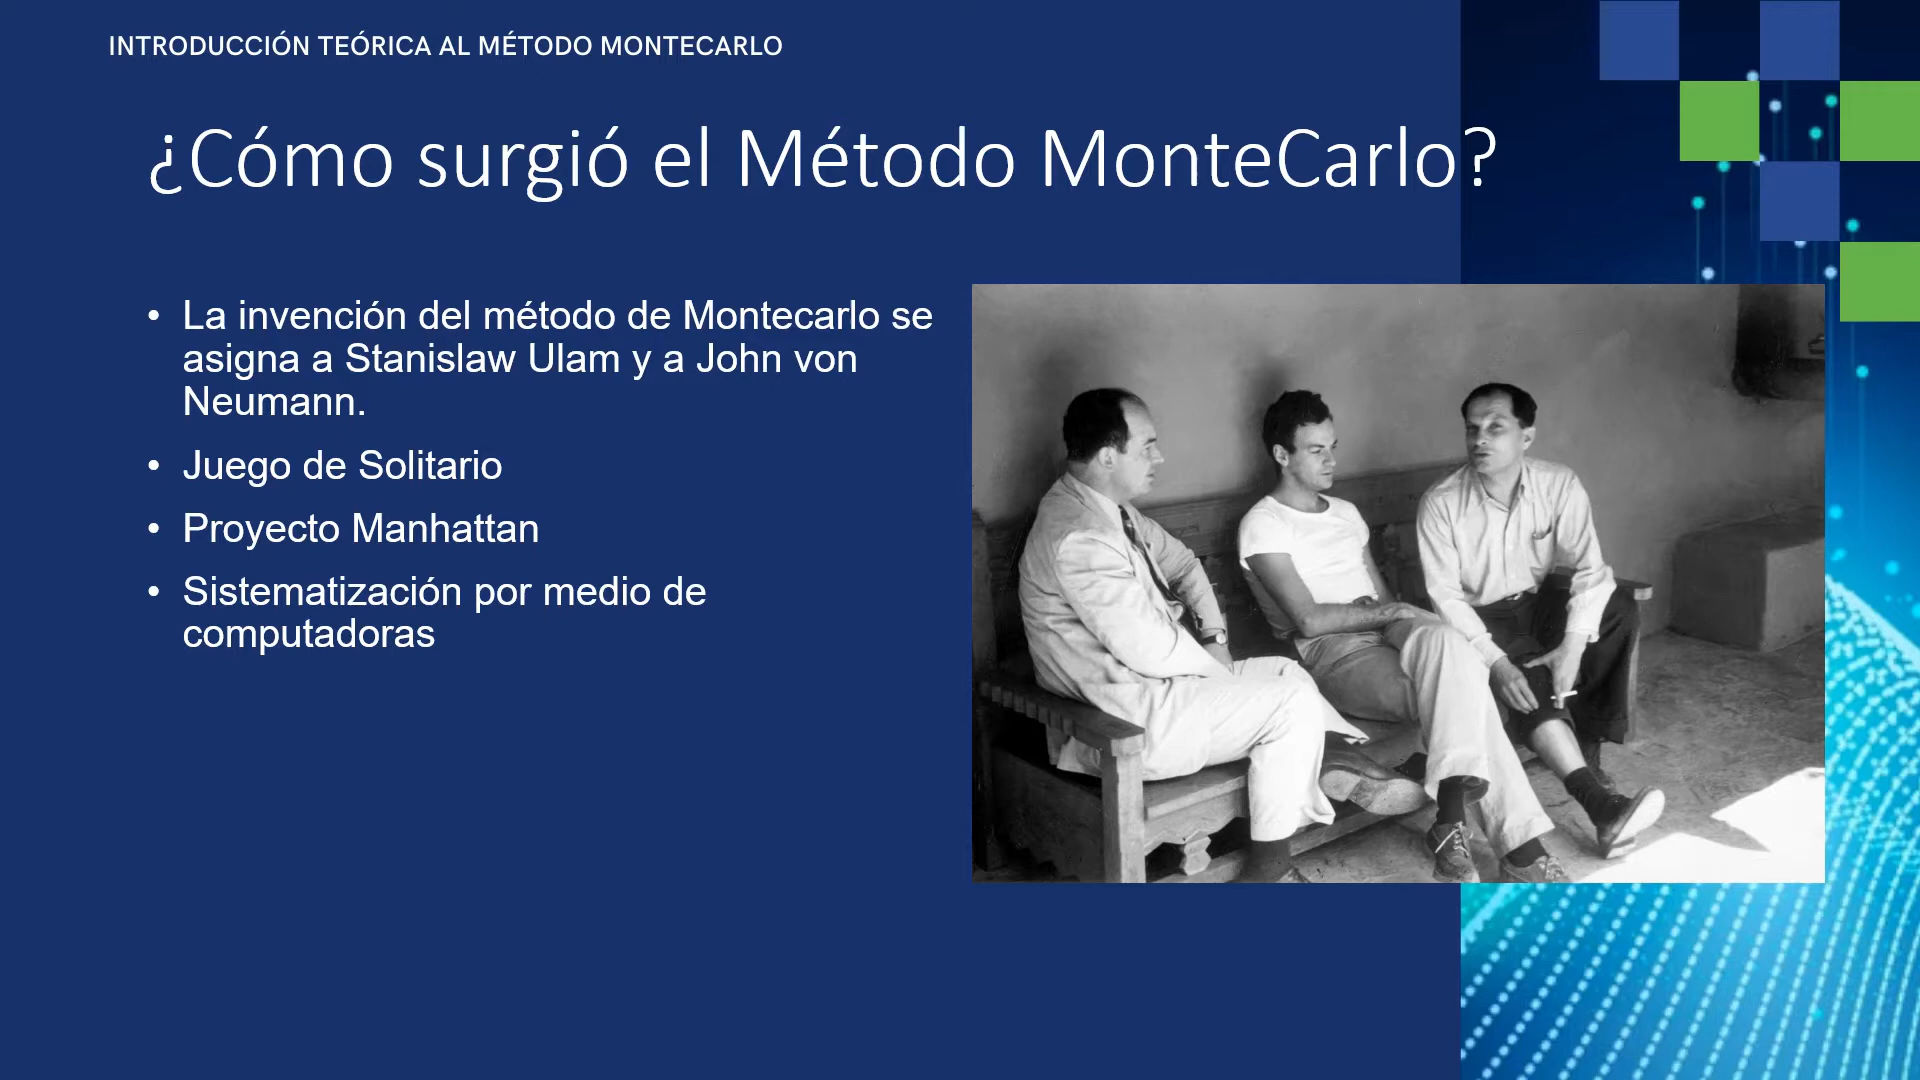 INTRODUCCIÓN TEÓRICA AL MÉTODO MONTECARLO
¿Cómo surgió el Método MonteCarlo?
• La invención del método de Montecarlo se
asigna a Stanislaw Ulam y a John von
Neumann.
• Juego de Solitario
• Proyecto Manhattan
• Sistematización por medio de
computadoras